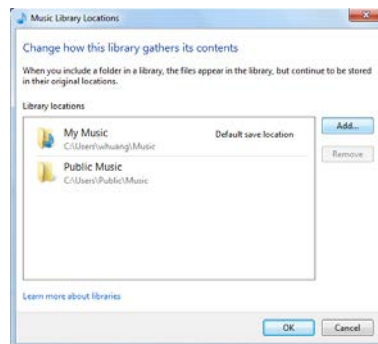 Music Library Locations
Change how this library gathers its contents
When you include a folder in a library, the files appear in the library, but continue to be stored
in their original locations.
Library locations
My Music
Default save location
C:\Users\whuang\Music
Public Music
C:\Users\Public\Music
Add...
Remove
Learn more about libraries
OK
Cancel